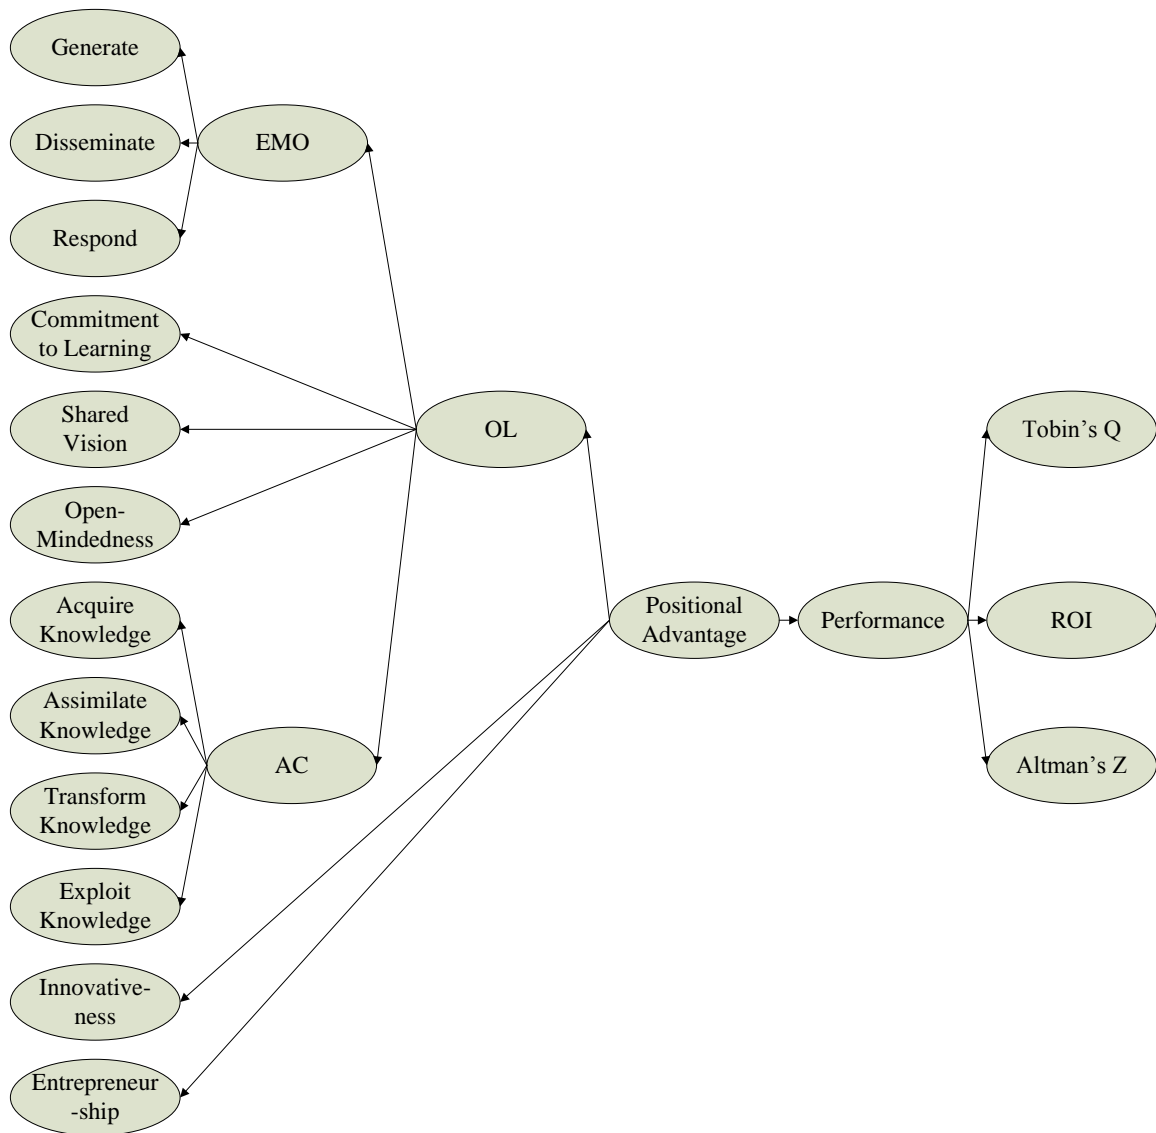 Generate
Disseminate
EMO
Respond
Commitment
to Learning
Shared
Vision
OL
Tobin’s Q
Open-
Mindedness
Acquire
Knowledge
Positional
Advantage
Performance
ROI
Assimilate
Knowledge
AC
Altman’s Z
Transform
Knowledge
Exploit
Knowledge
Innovative-
ness
Entrepreneur
-ship